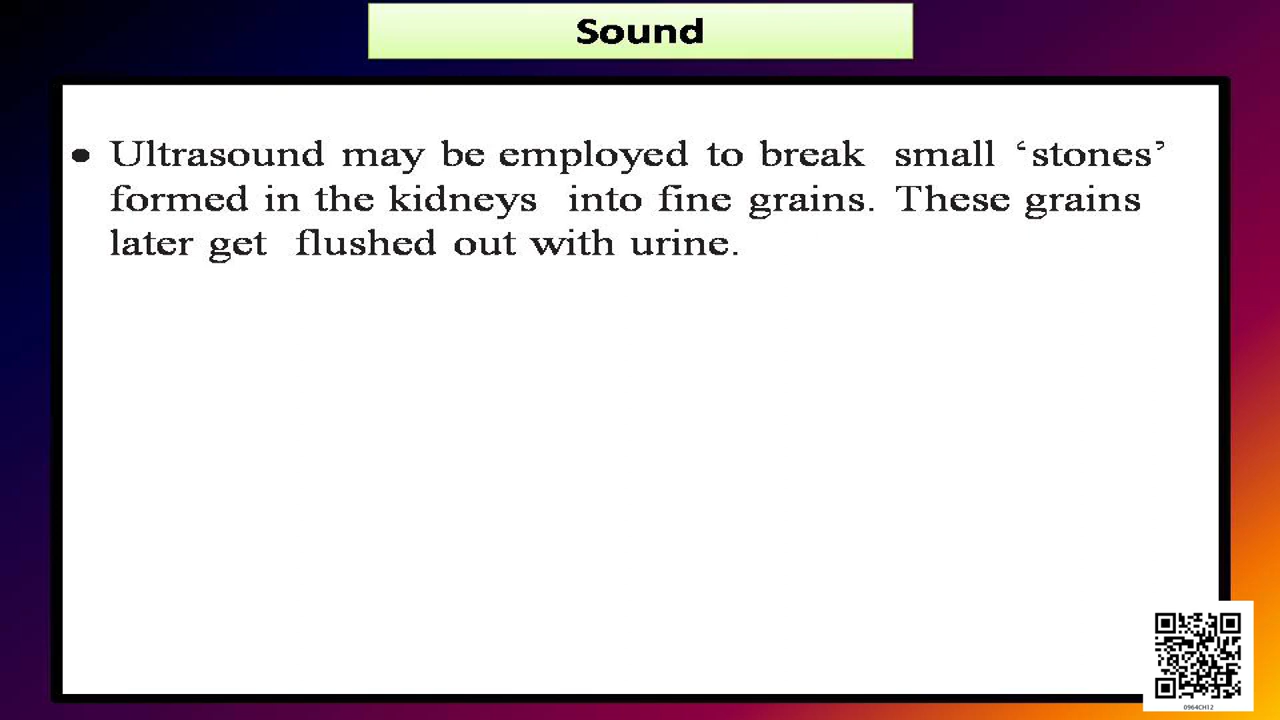 Sound
• Ultrasound may be employed to break small ‘stones’
formed in the kidneys into fine grains. These grains
later get flushed out with urine.
0964CH12